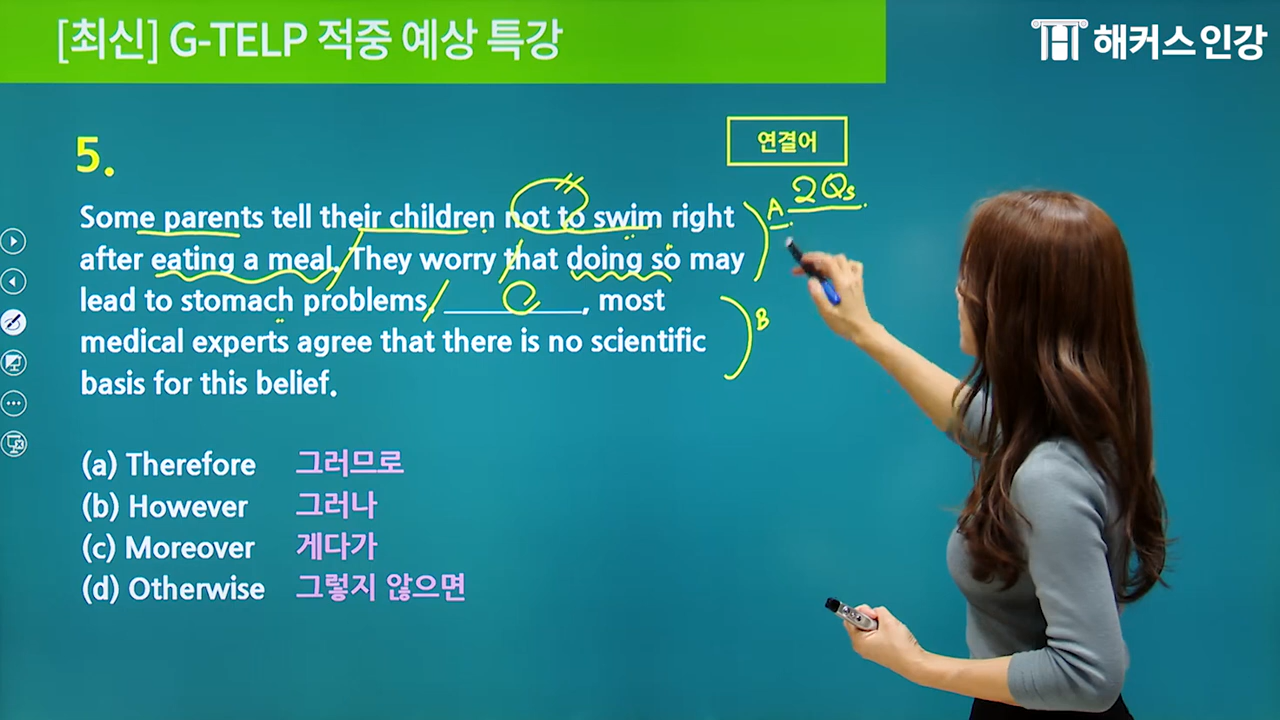 [최신] G-TELP 적중 예상 특강
해커스인강
연결어
2Qs
5.
Some parents tell their children not to swim right
after eating a meal. They worry that doing so may
lead to stomach problems. __________, most
medical experts agree that there is no scientific
basis for this belief.
A
B
(a) Therefore 그러므로
(b) However 그러나
(c) Moreover 게다가
(d) Otherwise 그렇지 않으면